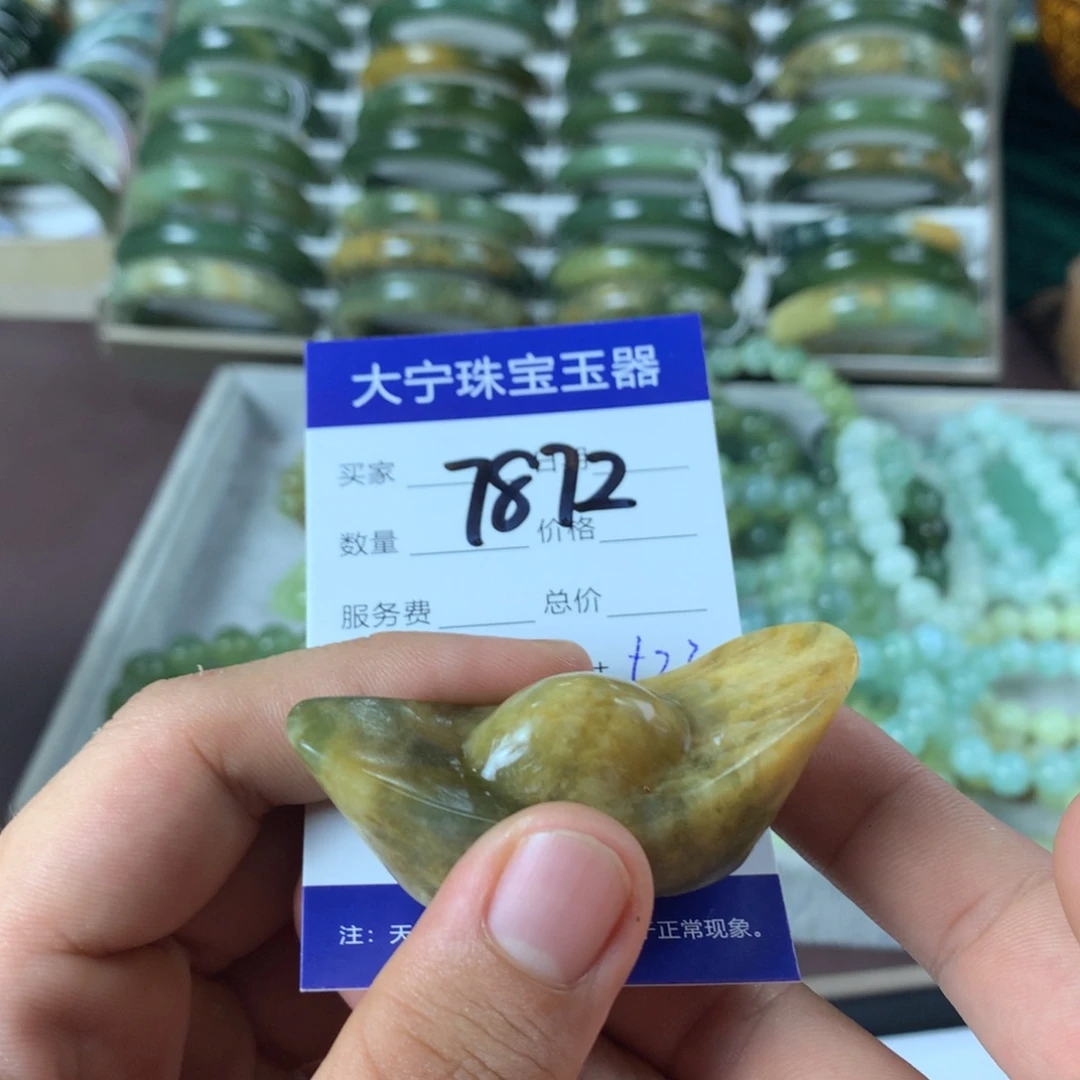 大宁珠宝玉器
买家 7872
数量 价格
服务费 总价
注：天 正常现象。